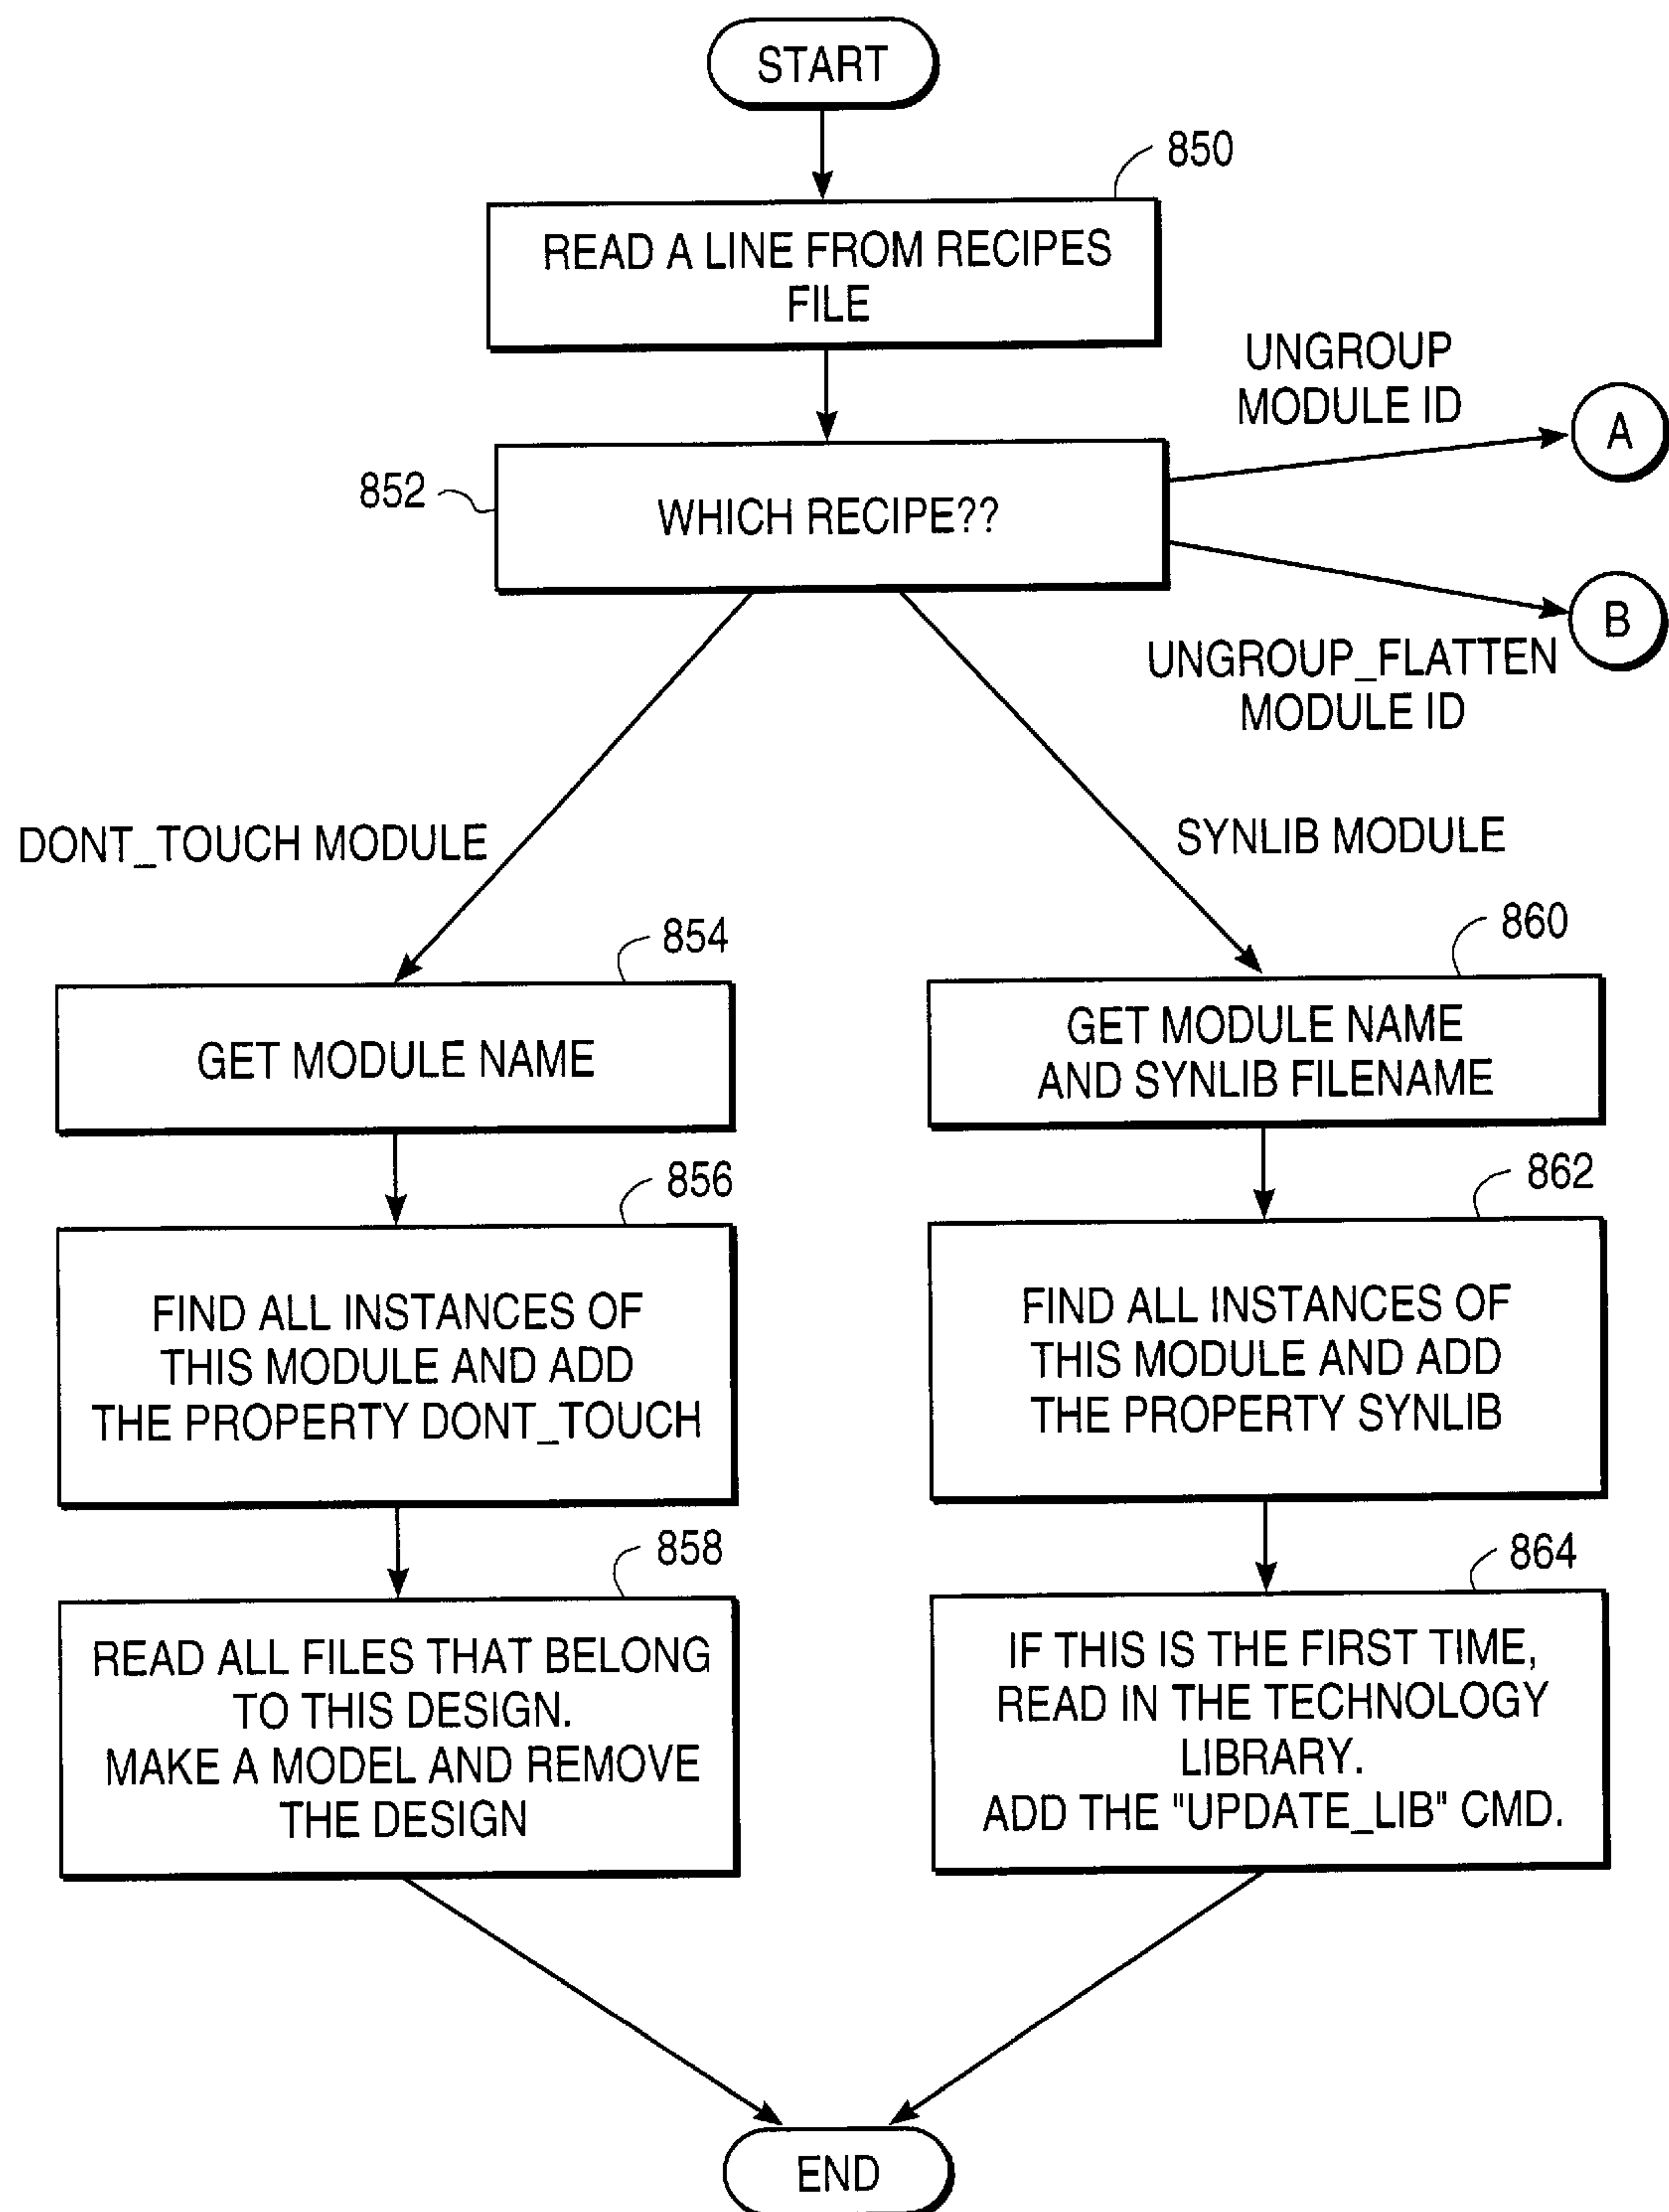 START
850
READ A LINE FROM RECIPES
FILE
UNGROUP
MODULE ID
A
852
WHICH RECIPE??
B
UNGROUP_FLATTEN
MODULE ID
DONT_TOUCH MODULE
SYNLIB MODULE
854
GET MODULE NAME
860
GET MODULE NAME
AND SYNLIB FILENAME
856
FIND ALL INSTANCES OF
THIS MODULE AND ADD
THE PROPERTY DONT_TOUCH
862
FIND ALL INSTANCES OF
THIS MODULE AND ADD
THE PROPERTY SYNLIB
858
READ ALL FILES THAT BELONG
TO THIS DESIGN.
MAKE A MODEL AND REMOVE
THE DESIGN
864
IF THIS IS THE FIRST TIME,
READ IN THE TECHNOLOGY
LIBRARY.
ADD THE "UPDATE_LIB" CMD.
END